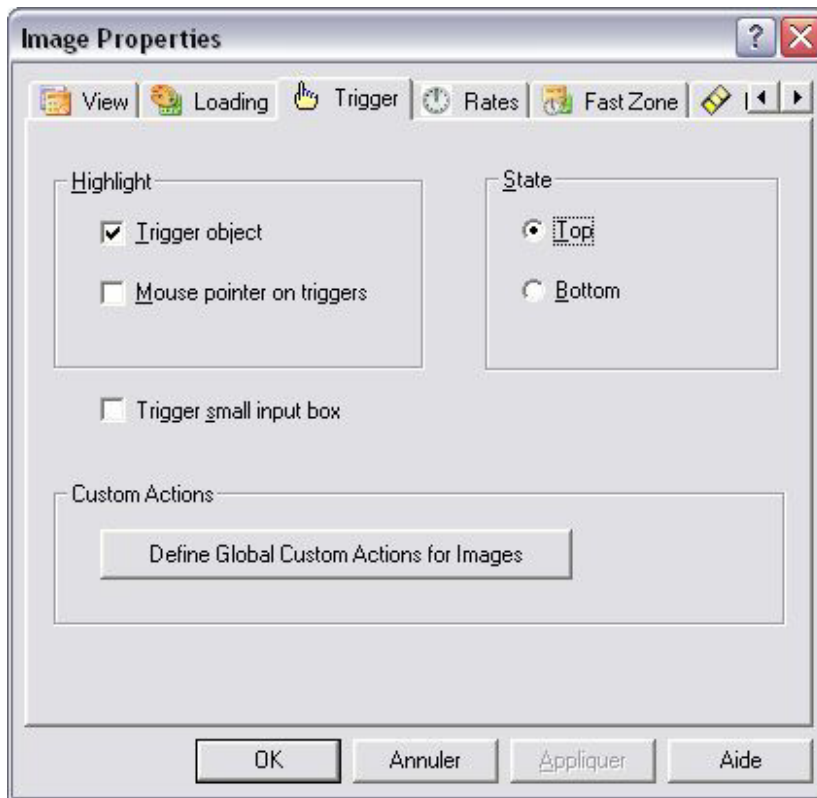 Image Properties
View Loading Trigger Rates Fast Zone
Highlight
Trigger object
Mouse pointer on triggers
State
Top
Bottom
Trigger small input box
Custom Actions
Define Global Custom Actions for Images
OK Annuler Appliquer Aide